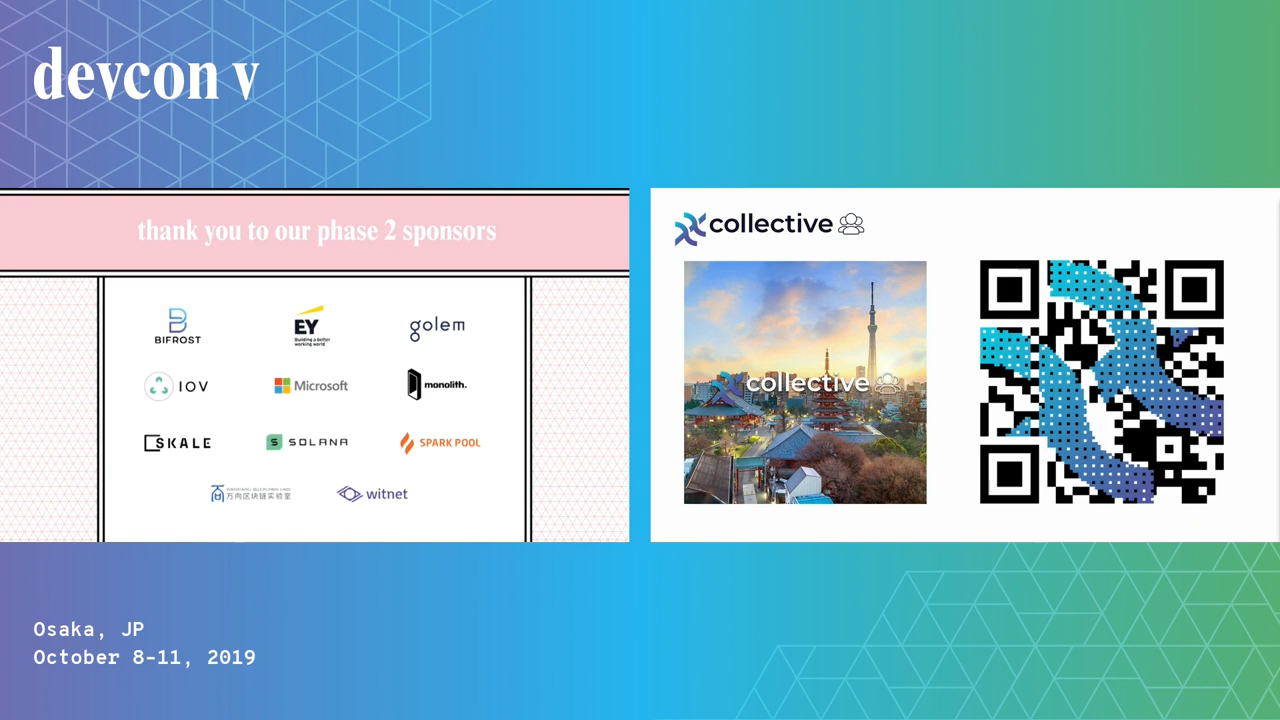 devcon v
thank you to our phase 2 sponsors
BIFROST
EY
Building a better
working world
golem
IOV
Microsoft
monolith.
SKALE
SOLANA
SPARK POOL
万向区块链实验室
witnet
collective
collective
Osaka, JP
October 8-11, 2019